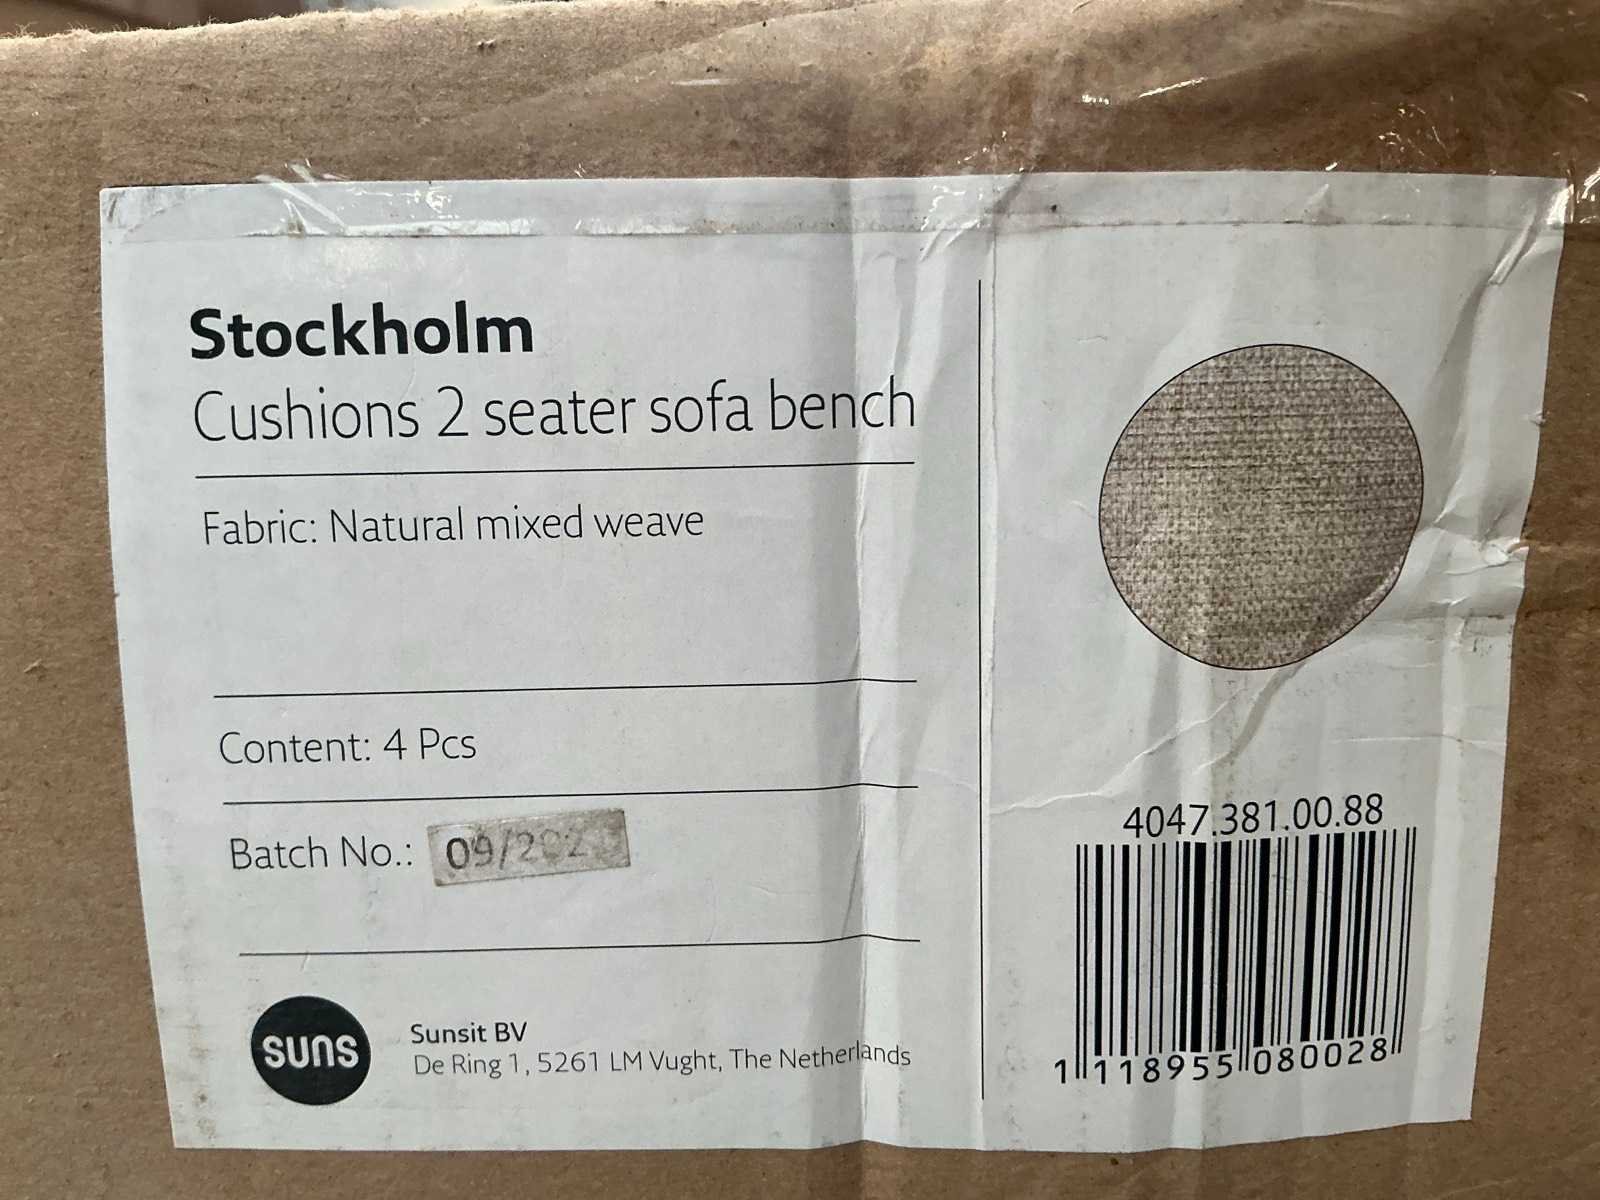 Stockholm
Cushions 2 seater sofa bench
Fabric: Natural mixed weave
Content: 4 Pcs
Batch No.:
suns
Sunsit BV
De Ring 1, 5261 LM Vught, The Netherlands
4047.381.00.88
1 118955 080028